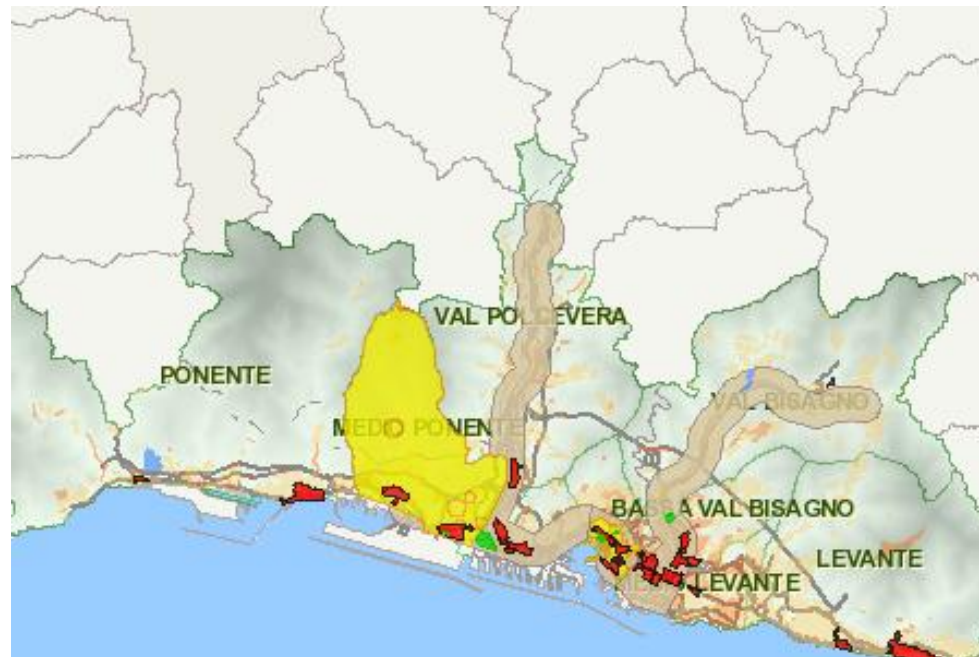 VAL POLCEVERA
PONENTE
VAL BISAGNO
MEDIO PONENTE
BASSA VAL BISAGNO
LEVANTE
LEVANTE